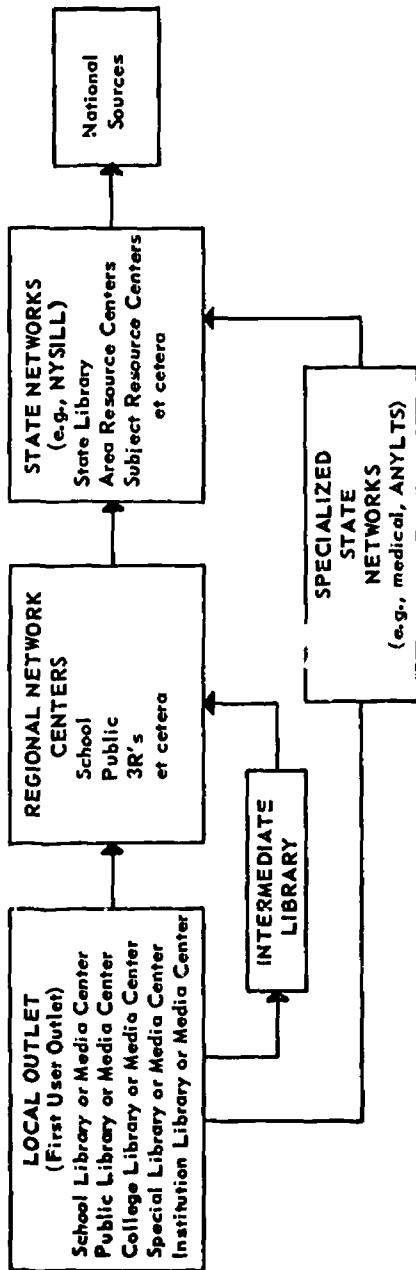 LOCAL OUTLET
(First User Outlet)
School Library or Media Center
Public Library or Media Center
College Library or Media Center
Special Library or Media Center
Institution Library or Media Center
INTERMEDIATE
LIBRARY
REGIONAL NETWORK
CENTERS
School
Public
3R's
et cetera
SPECIALIZED
STATE
NETWORKS
(e.g., medical, ANYLTS)
STATE NETWORKS
(e.g., NYSILL)
State Library
Area Resource Centers
Subject Resource Centers
et cetera
National
Sources